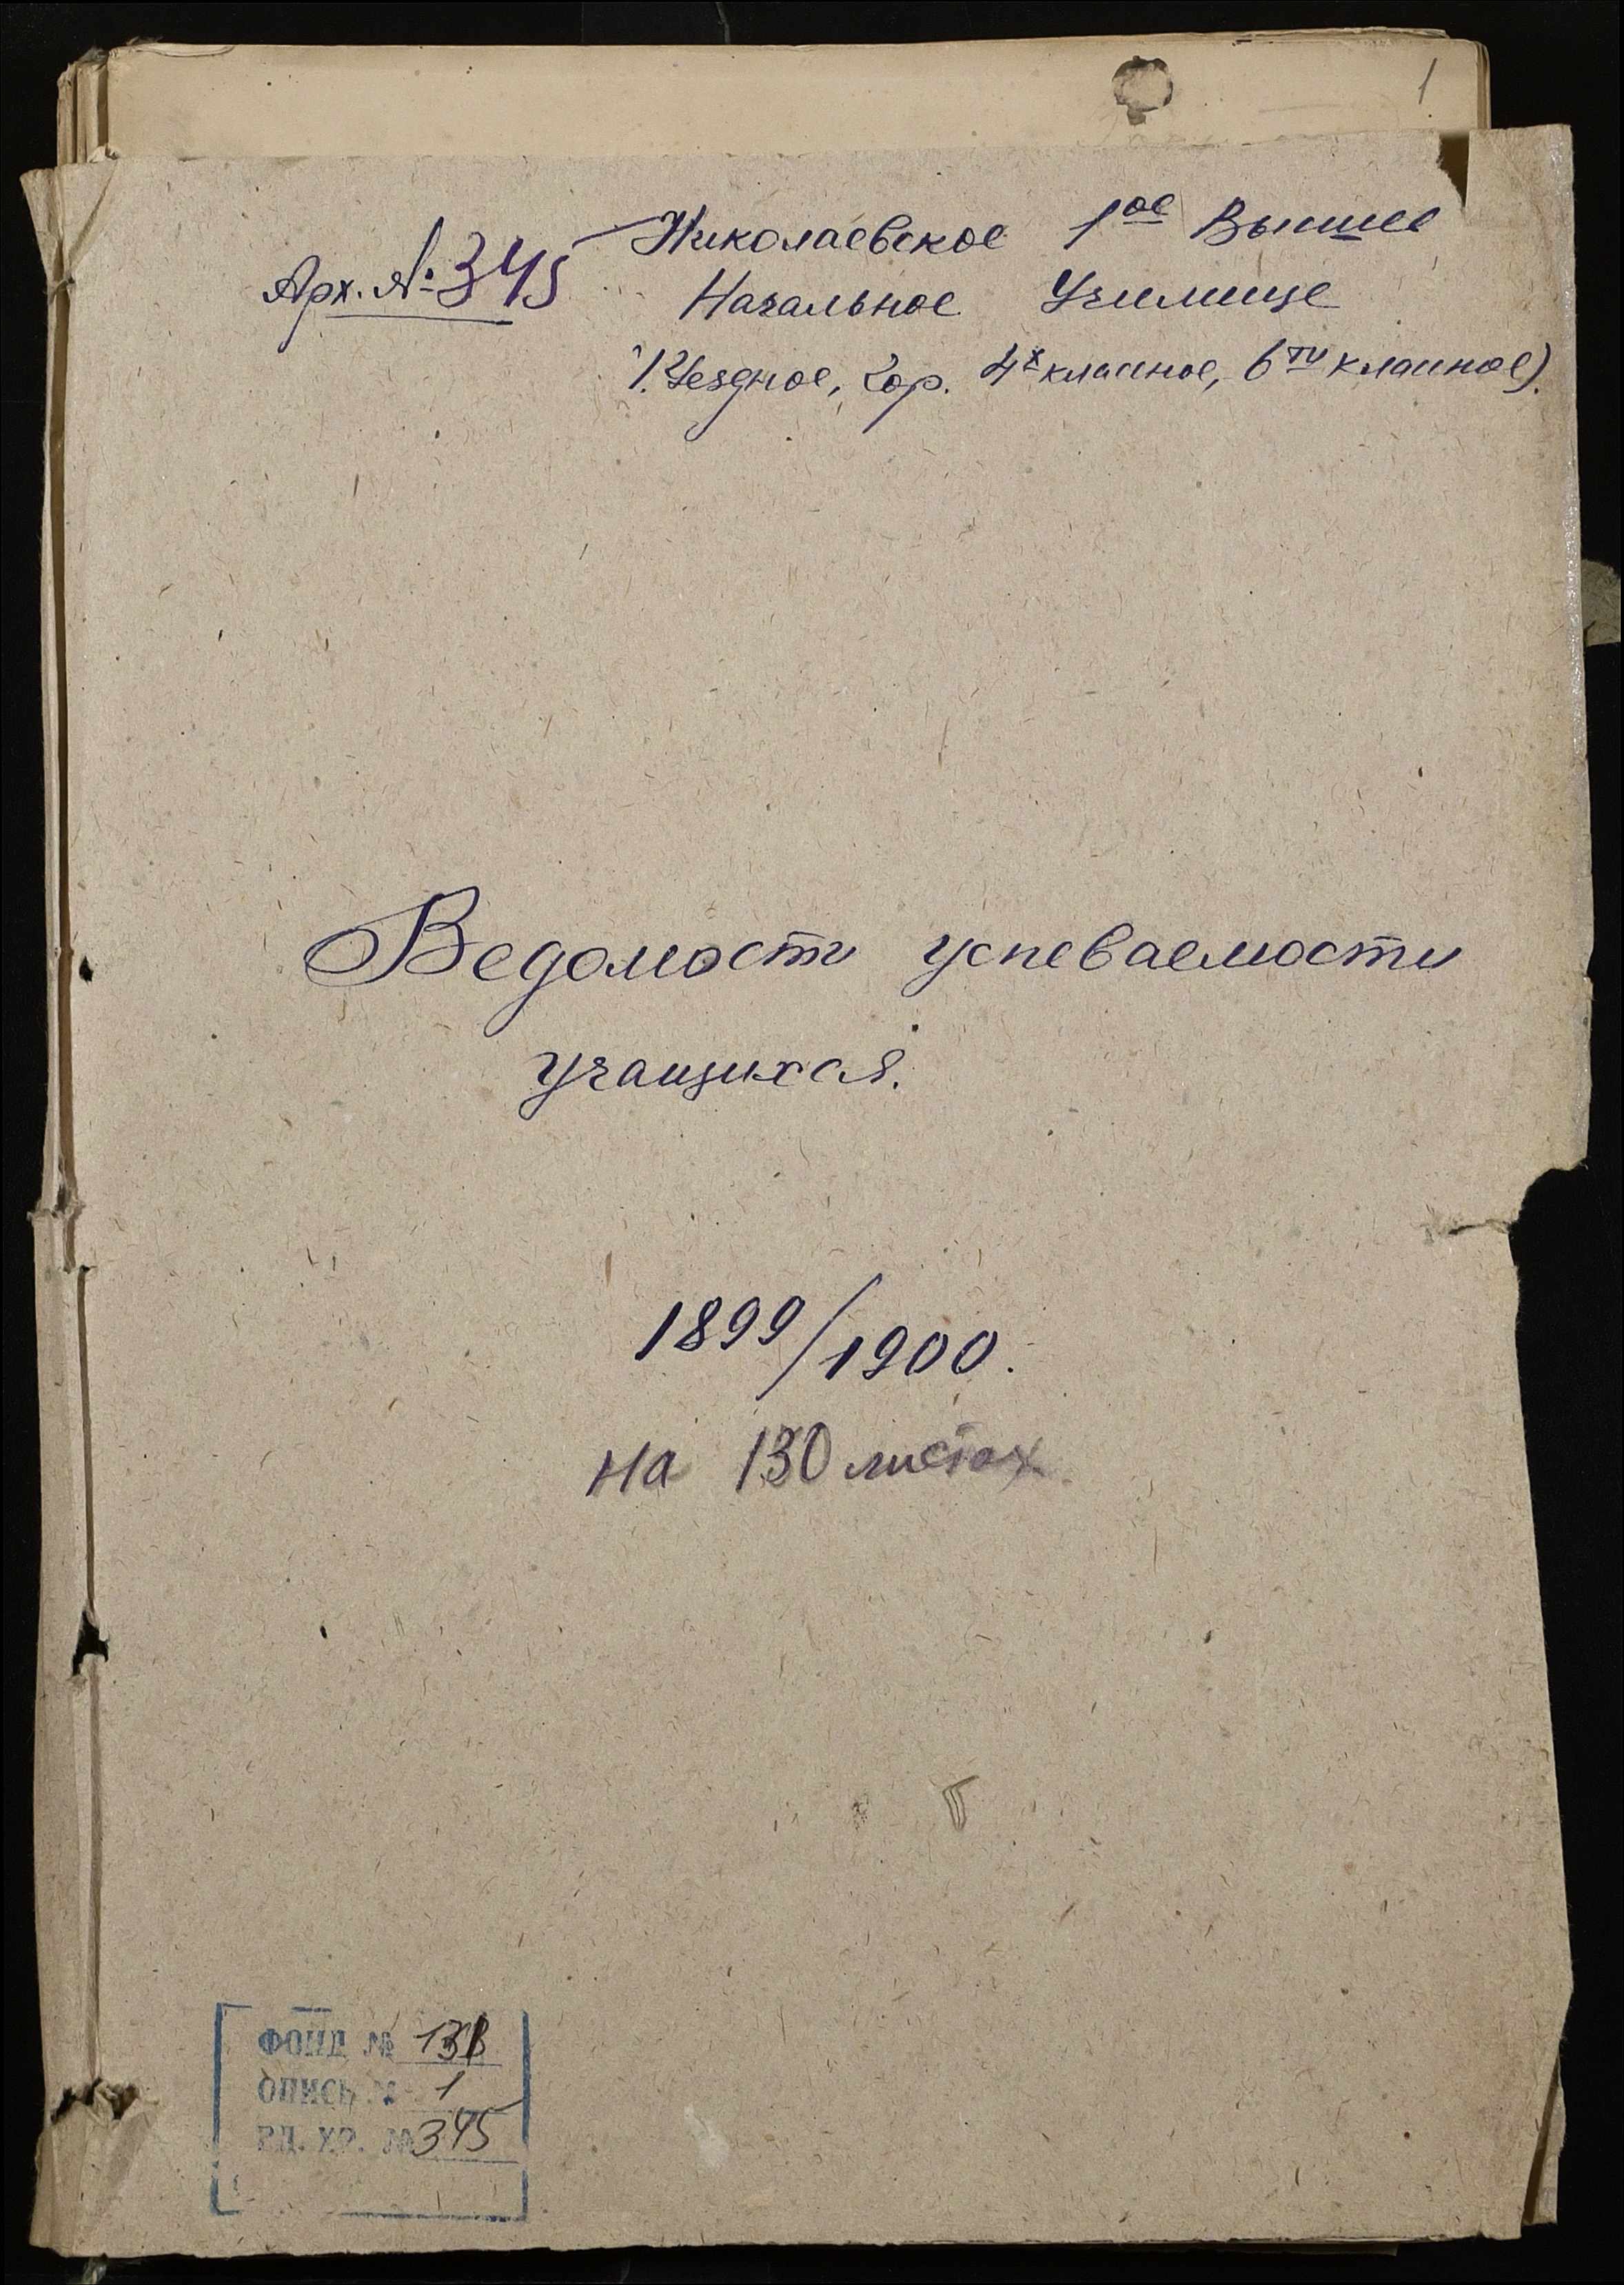 1
Николаевское 1ое Высшее
Арх. № 345
Начальное Училище
(Уездное, Гор. 4х классное, 6ти классное).
Ведомости успеваемости
учащихся.
1899/1900.
на 130 листах
ФОНД № 131
ОПИСЬ № 1
ЕД. ХР. № 345